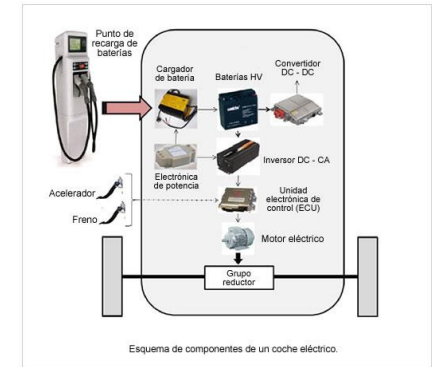 Punto de
recarga de
baterías
Cargador
de batería
Baterías HV
Convertidor
DC - DC
Electrónica
de potencia
Inversor DC - CA
Acelerador
Freno
Unidad
electrónica de
control (ECU)
Motor eléctrico
Grupo
reductor
Esquema de componentes de un coche eléctrico.